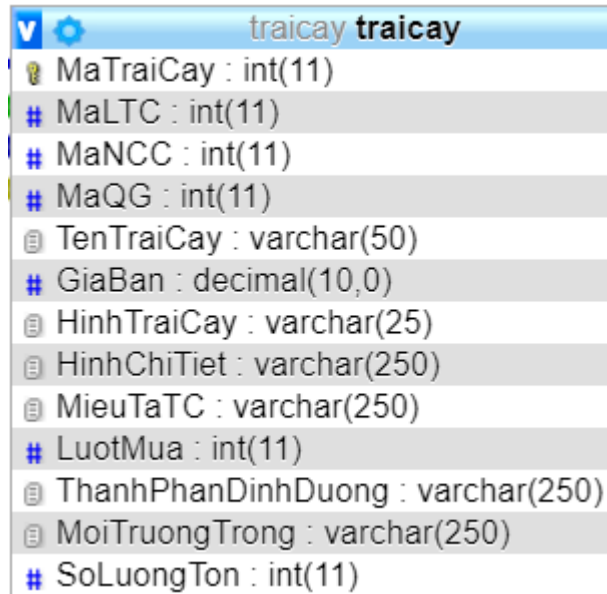 v traicay traicay
MaTraiCay : int(11)
# MaLTC : int(11)
# MaNCC : int(11)
# MaQG : int(11)
TenTraiCay : varchar(50)
# GiaBan : decimal(10,0)
HinhTraiCay : varchar(25)
HinhChiTiet : varchar(250)
MieuTaTC : varchar(250)
# LuotMua : int(11)
ThanhPhanDinhDuong : varchar(250)
MoiTruongTrong : varchar(250)
# SoLuongTon : int(11)